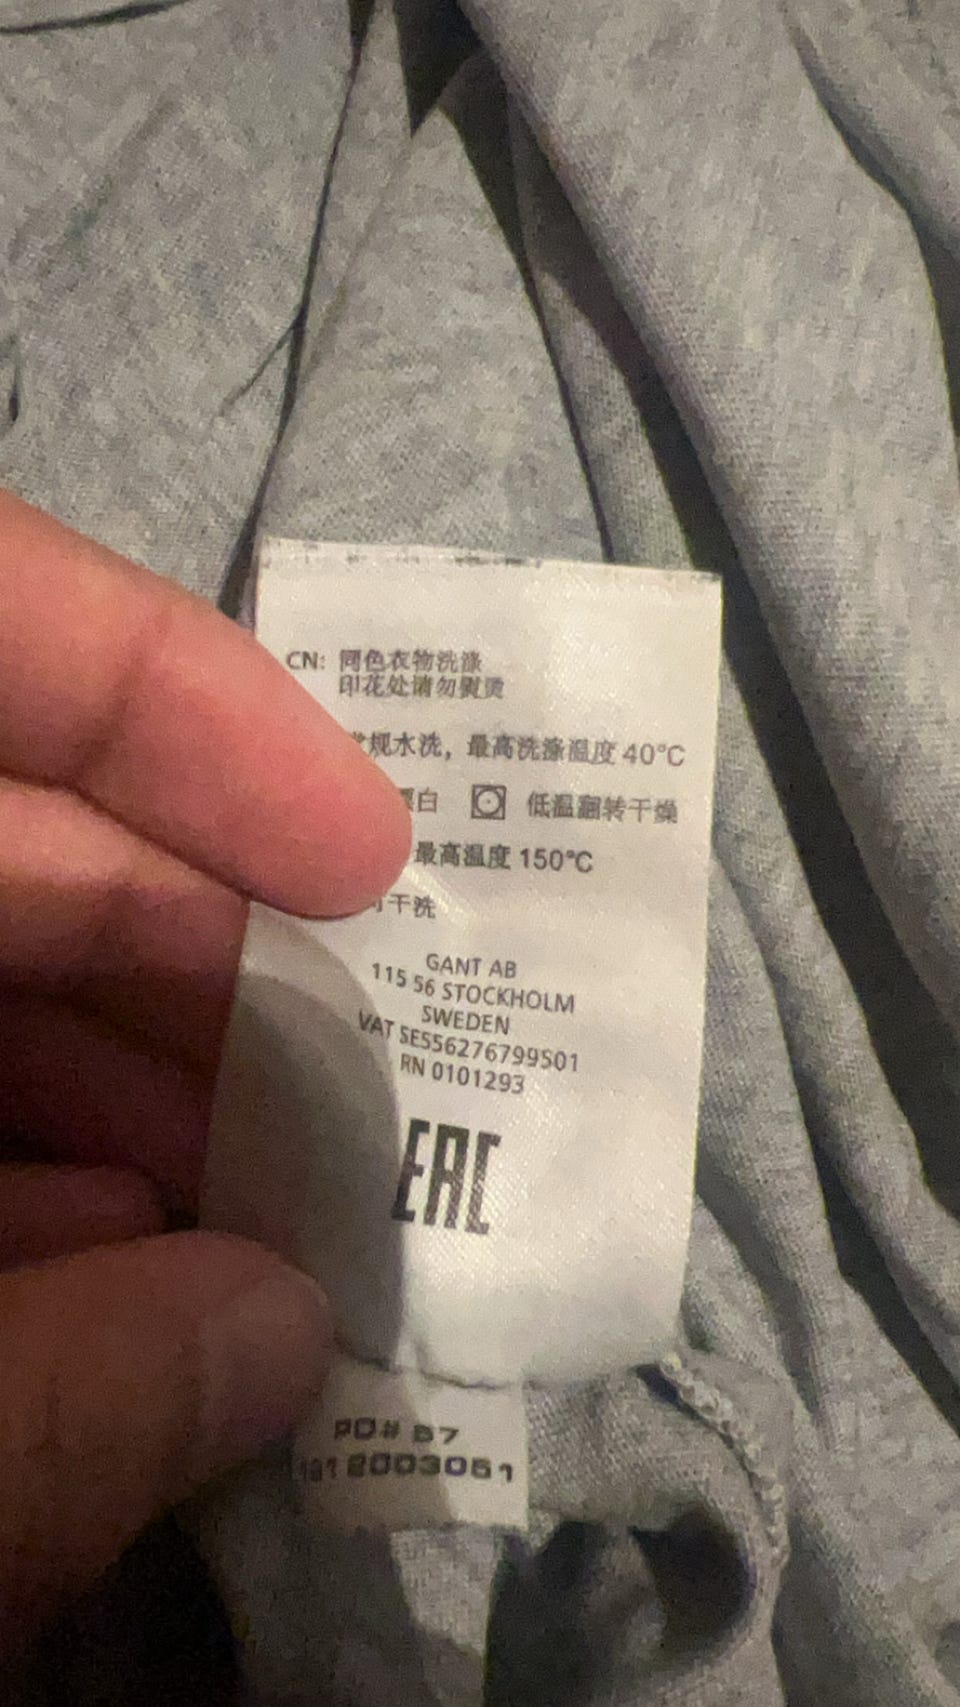 CN: 同色衣物洗涤
印花处请勿熨烫
规水洗，最高洗涤温度 40°C
白 低温翻转干燥
最高温度 150°C
干洗
GANT AB
115 56 STOCKHOLM
SWEDEN
VAT SE556276799501
RN 0101293
EAC
PO# B7
2003051